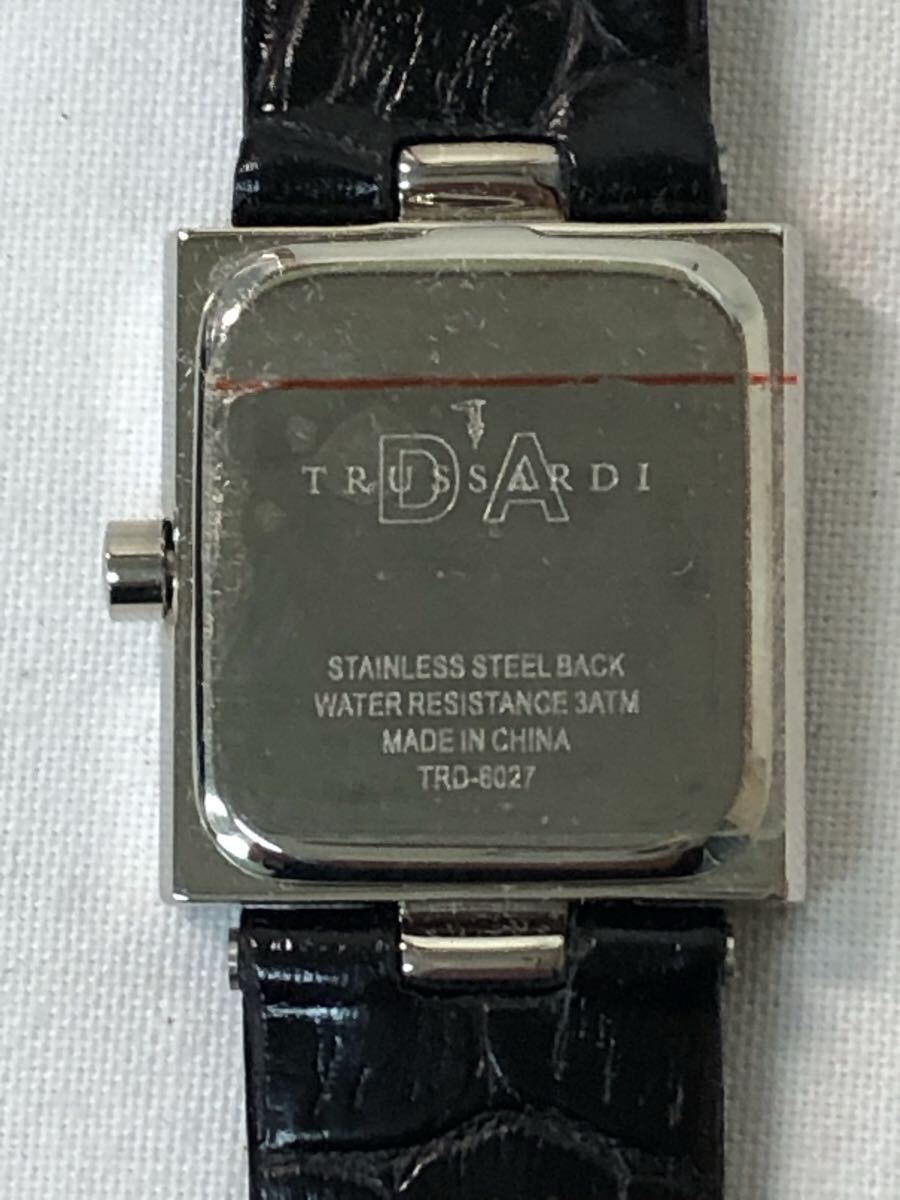 TRUSSARDI
DA
STAINLESS STEEL BACK
WATER RESISTANCE 3ATM
MADE IN CHINA
TRD-6027